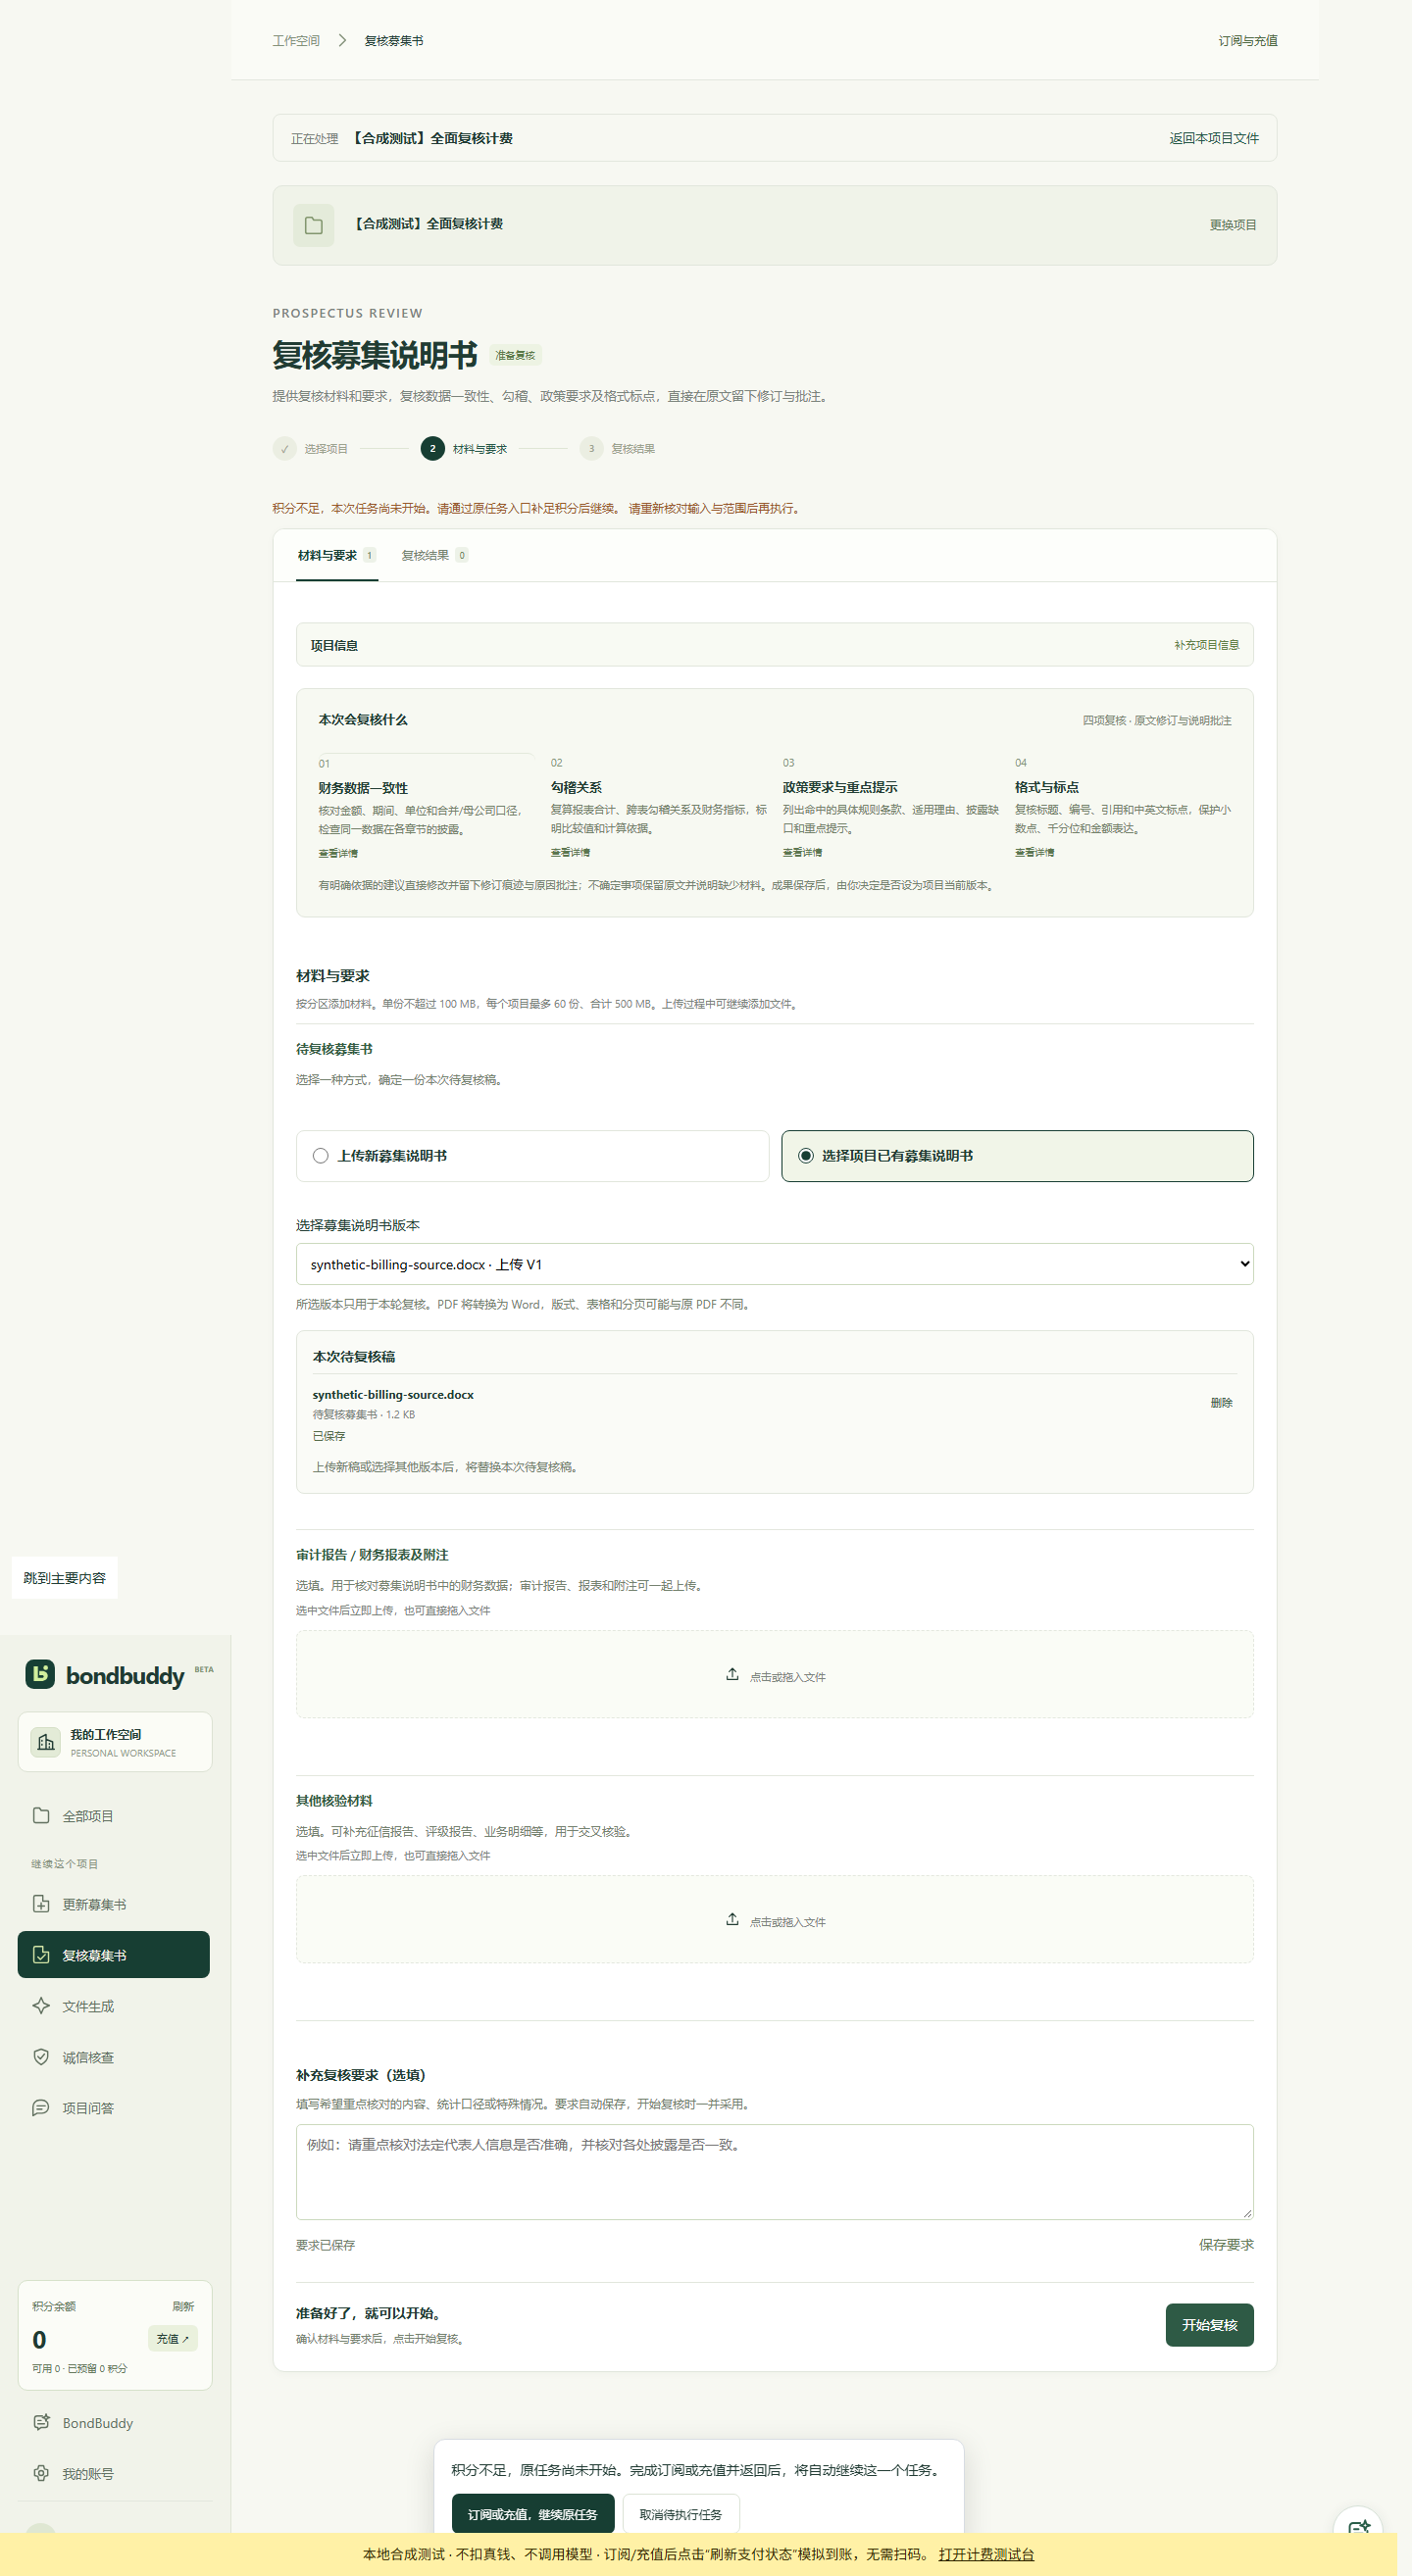 工作空间
复核募集书
订阅与充值
正在处理 【合成测试】全面复核计费
返回本项目文件
【合成测试】全面复核计费
更换项目
PROSPECTUS REVIEW
复核募集说明书 准备复核
提供复核材料和要求，复核数据一致性、勾稽、政策要求及格式标点，直接在原文留下修订与批注。
✓ 选择项目
2 材料与要求
3 复核结果
积分不足，本次任务尚未开始。请通过原任务入口补足积分后继续。 请重新核对输入与范围后再执行。
材料与要求 1
复核结果 0
项目信息
补充项目信息
本次会复核什么
四项复核 · 原文修订与说明批注
01
财务数据一致性
核对金额、期间、单位和合并/母公司口径，
检查同一数据在各章节的披露。
查看详情
02
勾稽关系
复算报表合计、跨表勾稽关系及财务指标，标
明比较值和计算依据。
查看详情
03
政策要求与重点提示
列出命中的具体规则条款、适用理由、披露缺
口和重点提示。
查看详情
04
格式与标点
复核标题、编号、引用和中英文标点，保护小
数点、千分位和金额表达。
查看详情
有明确依据的建议直接修改并留下修订痕迹与原因批注；不确定事项保留原文并说明缺少材料。成果保存后，由你决定是否设为项目当前版本。
材料与要求
按分区添加材料。单份不超过 100 MB，每个项目最多 60 份、合计 500 MB。上传过程中可继续添加文件。
待复核募集书
选择一种方式，确定一份本次待复核稿。
上传新募集说明书
选择项目已有募集说明书
选择募集说明书版本
synthetic-billing-source.docx · 上传 V1
所选版本只用于本轮复核。PDF 将转换为 Word，版式、表格和分页可能与原 PDF 不同。
本次待复核稿
synthetic-billing-source.docx
待复核募集书 · 1.2 KB
已保存
删除
上传新稿或选择其他版本后，将替换本次待复核稿。
审计报告 / 财务报表及附注
选填。用于核对募集说明书中的财务数据；审计报告、报表和附注可一起上传。
选中文件后立即上传，也可直接拖入文件
点击或拖入文件
其他核验材料
选填。可补充征信报告、评级报告、业务明细等，用于交叉核验。
选中文件后立即上传，也可直接拖入文件
点击或拖入文件
补充复核要求（选填）
填写希望重点核对的内容、统计口径或特殊情况。要求自动保存，开始复核时一并采用。
例如：请重点核对法定代表人信息是否准确，并核对各处披露是否一致。
要求已保存
保存要求
准备好了，就可以开始。
确认材料与要求后，点击开始复核。
开始复核
跳到主要内容
bondbuddy BETA
我的工作空间
PERSONAL WORKSPACE
全部项目
继续这个项目
更新募集书
复核募集书
文件生成
诚信核查
项目问答
积分余额
刷新
0
充值 ↗
可用 0 · 已预留 0 积分
BondBuddy
我的账号
积分不足，原任务尚未开始。完成订阅或充值并返回后，将自动继续这一个任务。
订阅或充值，继续原任务
取消待执行任务
本地合成测试 · 不扣真钱、不调用模型 · 订阅/充值后点击“刷新支付状态”模拟到账，无需扫码。 打开计费测试台